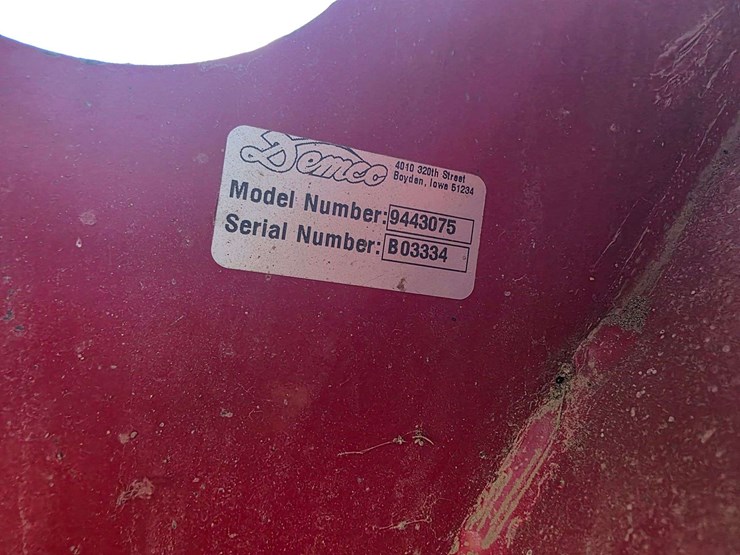 Demco
4010 320th Street
Boyden, Iowa 51234
Model Number: 9443075
Serial Number: B03334